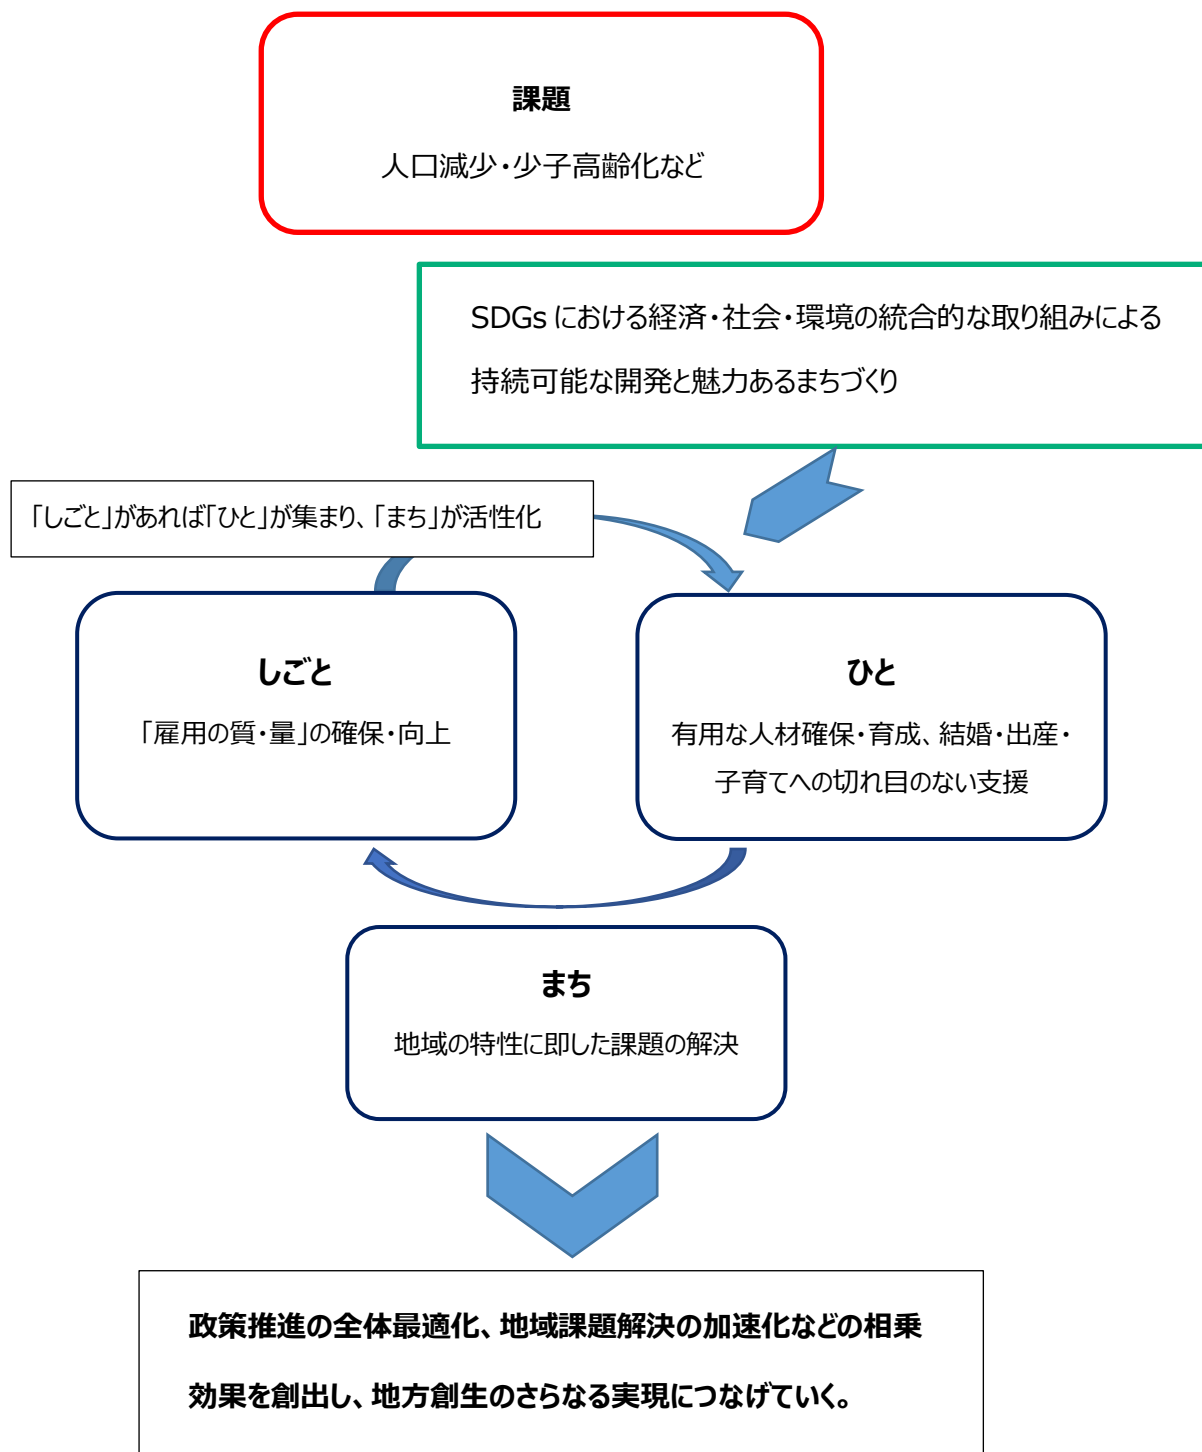 課題
人口減少・少子高齢化など
SDGs における経済・社会・環境の統合的な取り組みによる
持続可能な開発と魅力あるまちづくり
「しごと」があれば「ひと」が集まり、「まち」が活性化
しごと
「雇用の質・量」の確保・向上
ひと
有用な人材確保・育成、結婚・出産・
子育てへの切れ目のない支援
まち
地域の特性に即した課題の解決
政策推進の全体最適化、地域課題解決の加速化などの相乗
効果を創出し、地方創生のさらなる実現につなげていく。